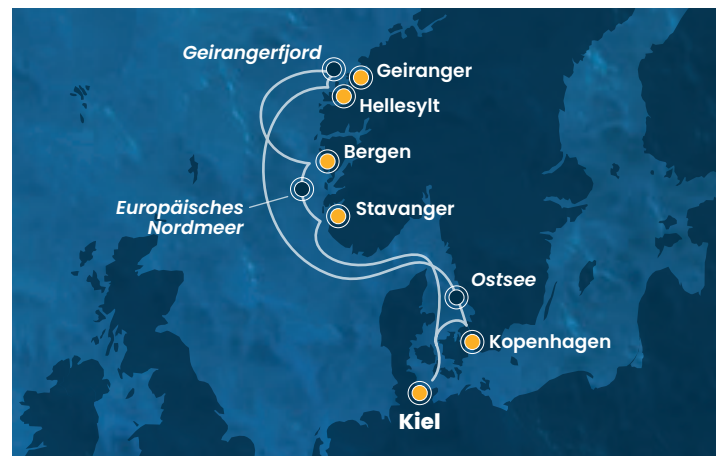 Geirangerfjord
Geiranger
Hellesylt
Bergen
Europäisches
Nordmeer
Stavanger
Ostsee
Kopenhagen
Kiel